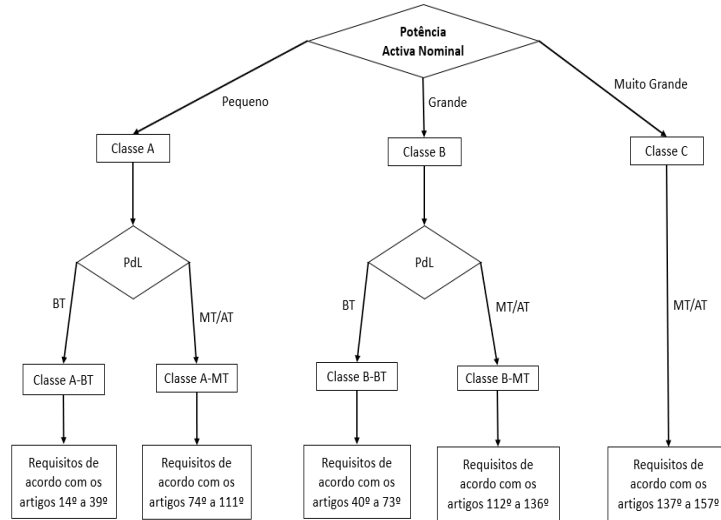 Potência
Activa Nominal
Pequeno
Grande
Muito Grande
Classe A
Classe B
Classe C
PdL
PdL
BT
MT/AT
BT
MT/AT
MT/AT
Classe A-BT
Classe A-MT
Classe B-BT
Classe B-MT
Requisitos de
acordo com os
artigos 14º a 39º
Requisitos de
acordo com os
artigos 74º a 111º
Requisitos de
acordo com os
artigos 40º a 73º
Requisitos de
acordo com os
artigos 112º a 136º
Requisitos de
acordo com os
artigos 137º a 157º